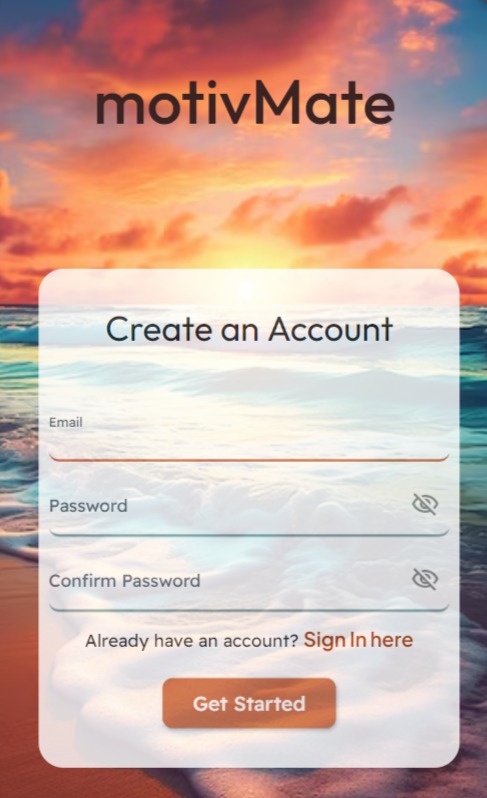 motivMate
Create an Account
Email
Password
Confirm Password
Already have an account? Sign In here
Get Started